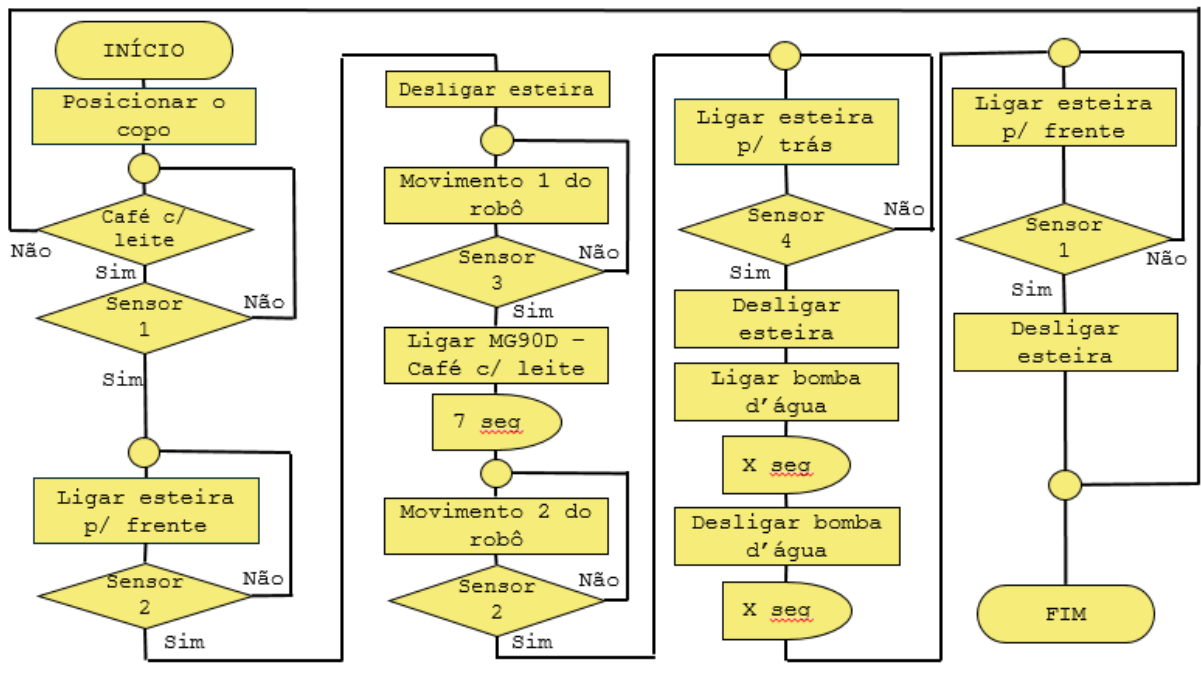 INÍCIO
Posicionar o
copo
Café c/
leite
Não
Sim
Sensor
1
Não
Sim
Ligar esteira
p/ frente
Sensor
2
Não
Sim
Desligar esteira
Movimento 1 do
robô
Sensor
3
Não
Sim
Ligar MG90D –
Café c/ leite
7 seg
Movimento 2 do
robô
Sensor
2
Não
Sim
Ligar esteira
p/ trás
Sensor
4
Não
Sim
Desligar
esteira
Ligar bomba
d’água
X seg
Desligar bomba
d’água
X seg
Ligar esteira
p/ frente
Sensor
1
Não
Sim
Desligar
esteira
FIM